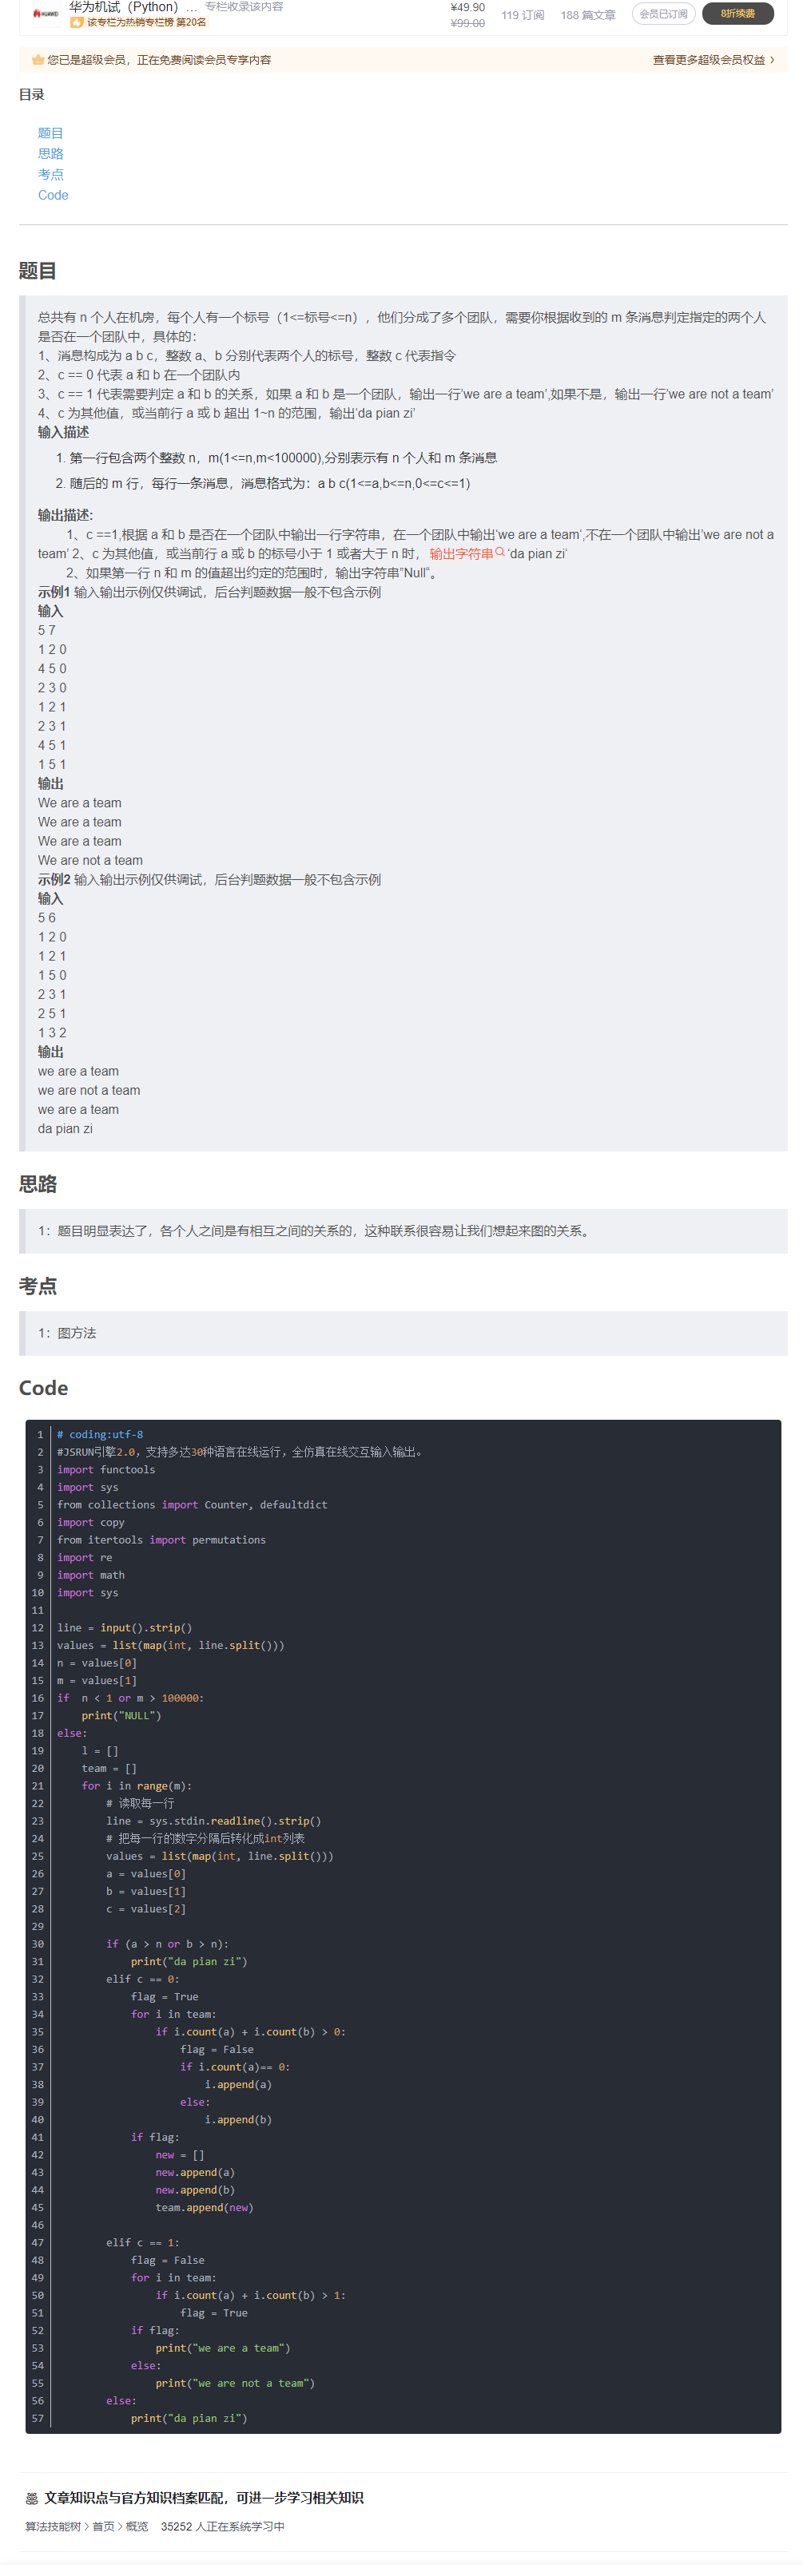 HUAWEI
华为机试（Python） ... 专栏收录该内容
该专栏为热销专栏榜 第20名
¥49.90
¥99.00
119 订阅
188 篇文章
会员已订阅
8折续费
您已是超级会员，正在免费阅读会员专享内容
查看更多超级会员权益 >
目录
题目
思路
考点
Code
题目
总共有 n 个人在机房，每个人有一个标号（1<=标号<=n），他们分成了多个团队，需要你根据收到的 m 条消息判定指定的两个人
是否在一个团队中，具体的：
1、消息构成为 a b c，整数 a、b 分别代表两个人的标号，整数 c 代表指令
2、c == 0 代表 a 和 b 在一个团队内
3、c == 1 代表需要判定 a 和 b 的关系，如果 a 和 b 是一个团队，输出一行’we are a team’,如果不是，输出一行’we are not a team’
4、c 为其他值，或当前行 a 或 b 超出 1~n 的范围，输出‘da pian zi’
输入描述
1. 第一行包含两个整数 n，m(1<=n,m<100000),分别表示有 n 个人和 m 条消息
2. 随后的 m 行，每行一条消息，消息格式为：a b c(1<=a,b<=n,0<=c<=1)
输出描述:
1、c ==1,根据 a 和 b 是否在一个团队中输出一行字符串，在一个团队中输出‘we are a team‘,不在一个团队中输出’we are not a
team’ 2、c 为其他值，或当前行 a 或 b 的标号小于 1 或者大于 n 时， 输出字符串 ‘da pian zi‘
2、如果第一行 n 和 m 的值超出约定的范围时，输出字符串”Null“。
示例1 输入输出示例仅供调试，后台判题数据一般不包含示例
输入
5 7
1 2 0
4 5 0
2 3 0
1 2 1
2 3 1
4 5 1
1 5 1
输出
We are a team
We are a team
We are a team
We are not a team
示例2 输入输出示例仅供调试，后台判题数据一般不包含示例
输入
5 6
1 2 0
1 2 1
1 5 0
2 3 1
2 5 1
1 3 2
输出
we are a team
we are not a team
we are a team
da pian zi
思路
1：题目明显表达了，各个人之间是有相互之间的关系的，这种联系很容易让我们想起来图的关系。
考点
1：图方法
Code
1 # coding:utf-8
2 #JSRUN引擎2.0，支持多达30种语言在线运行，全仿真在线交互输入输出。
3 import functools
4 import sys
5 from collections import Counter, defaultdict
6 import copy
7 from itertools import permutations
8 import re
9 import math
10 import sys
11
12 line = input().strip()
13 values = list(map(int, line.split()))
14 n = values[0]
15 m = values[1]
16 if  n < 1 or m > 100000:
17     print("NULL")
18 else:
19     l = []
20     team = []
21     for i in range(m):
22         # 读取每一行
23         line = sys.stdin.readline().strip()
24         # 把每一行的数字分隔后转化成int列表
25         values = list(map(int, line.split()))
26         a = values[0]
27         b = values[1]
28         c = values[2]
29
30         if (a > n or b > n):
31             print("da pian zi")
32         elif c == 0:
33             flag = True
34             for i in team:
35                 if i.count(a) + i.count(b) > 0:
36                     flag = False
37                     if i.count(a)== 0:
38                         i.append(a)
39                     else:
40                         i.append(b)
41             if flag:
42                 new = []
43                 new.append(a)
44                 new.append(b)
45                 team.append(new)
46
47         elif c == 1:
48             flag = False
49             for i in team:
50                 if i.count(a) + i.count(b) > 1:
51                     flag = True
52             if flag:
53                 print("we are a team")
54             else:
55                 print("we are not a team")
56         else:
57             print("da pian zi")
文章知识点与官方知识档案匹配，可进一步学习相关知识
算法技能树 > 首页 > 概览 35252 人正在系统学习中